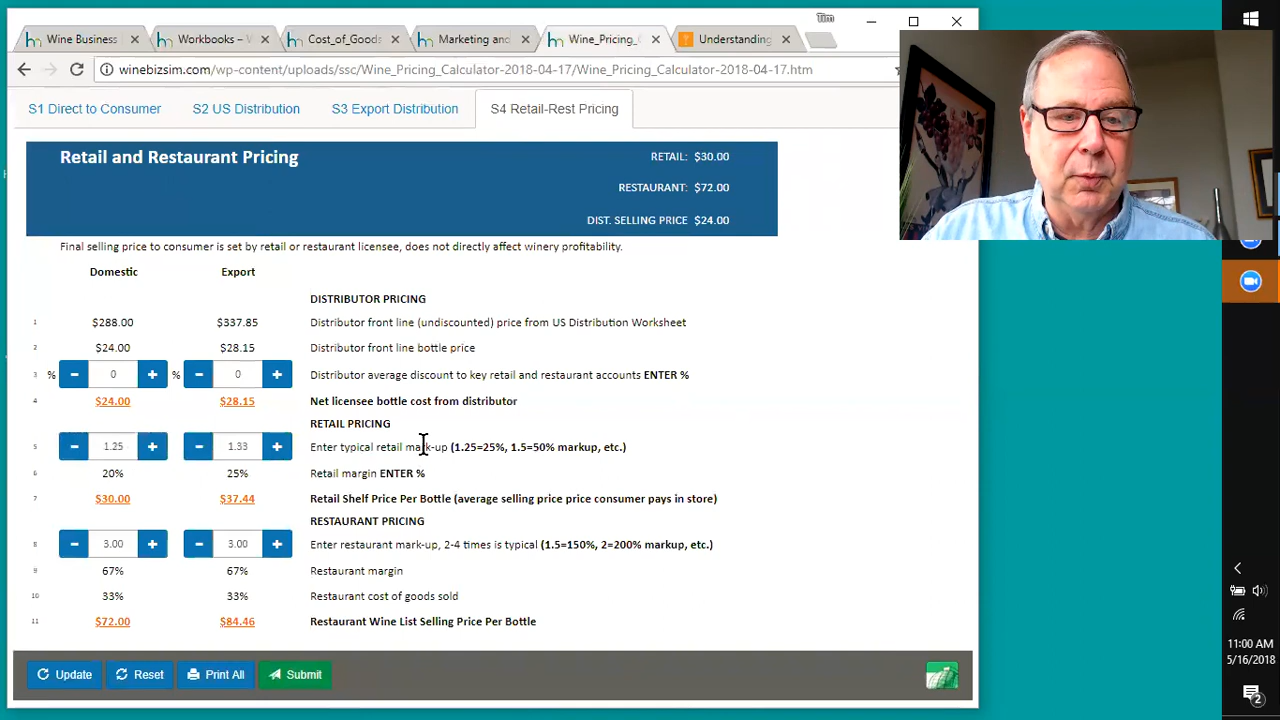 Tim
Wine Business
Workbooks –
Cost_of_Goods
Marketing and
Wine_Pricing_
Understanding
winebizsim.com/wp-content/uploads/ssc/Wine_Pricing_Calculator-2018-04-17/Wine_Pricing_Calculator-2018-04-17.htm
S1 Direct to Consumer S2 US Distribution S3 Export Distribution S4 Retail-Rest Pricing
Retail and Restaurant Pricing RETAIL: $30.00
RESTAURANT: $72.00
DIST. SELLING PRICE $24.00
Final selling price to consumer is set by retail or restaurant licensee, does not directly affect winery profitability.
Domestic Export
DISTRIBUTOR PRICING
1 $288.00 $337.85 Distributor front line (undiscounted) price from US Distribution Worksheet
2 $24.00 $28.15 Distributor front line bottle price
3 % - 0 + % - 0 + Distributor average discount to key retail and restaurant accounts ENTER %
4 $24.00 $28.15 Net licensee bottle cost from distributor
RETAIL PRICING
5 - 1.25 + - 1.33 + Enter typical retail mark-up (1.25=25%, 1.5=50% markup, etc.)
6 20% 25% Retail margin ENTER %
7 $30.00 $37.44 Retail Shelf Price Per Bottle (average selling price price consumer pays in store)
RESTAURANT PRICING
8 - 3.00 + - 3.00 + Enter restaurant mark-up, 2-4 times is typical (1.5=150%, 2=200% markup, etc.)
9 67% 67% Restaurant margin
10 33% 33% Restaurant cost of goods sold
11 $72.00 $84.46 Restaurant Wine List Selling Price Per Bottle
Update Reset Print All Submit
11:00 AM
5/16/2018
2